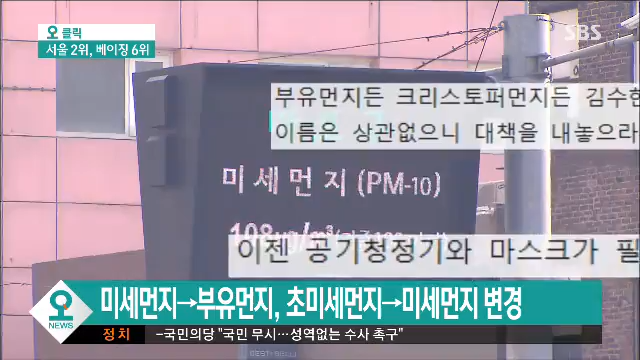 오 클릭
서울 2위, 베이징 6위
SBS
부유먼지든 크리스토퍼먼지든 김수한
이름은 상관없으니 대책을 내놓으라
미세먼지(PM-10)
108㎍/m³
이젠 공기청정기와 마스크가 필
오 NEWS
미세먼지→부유먼지, 초미세먼지→미세먼지 변경
정치 -국민의당 "국민 무시…성역없는 수사 촉구"